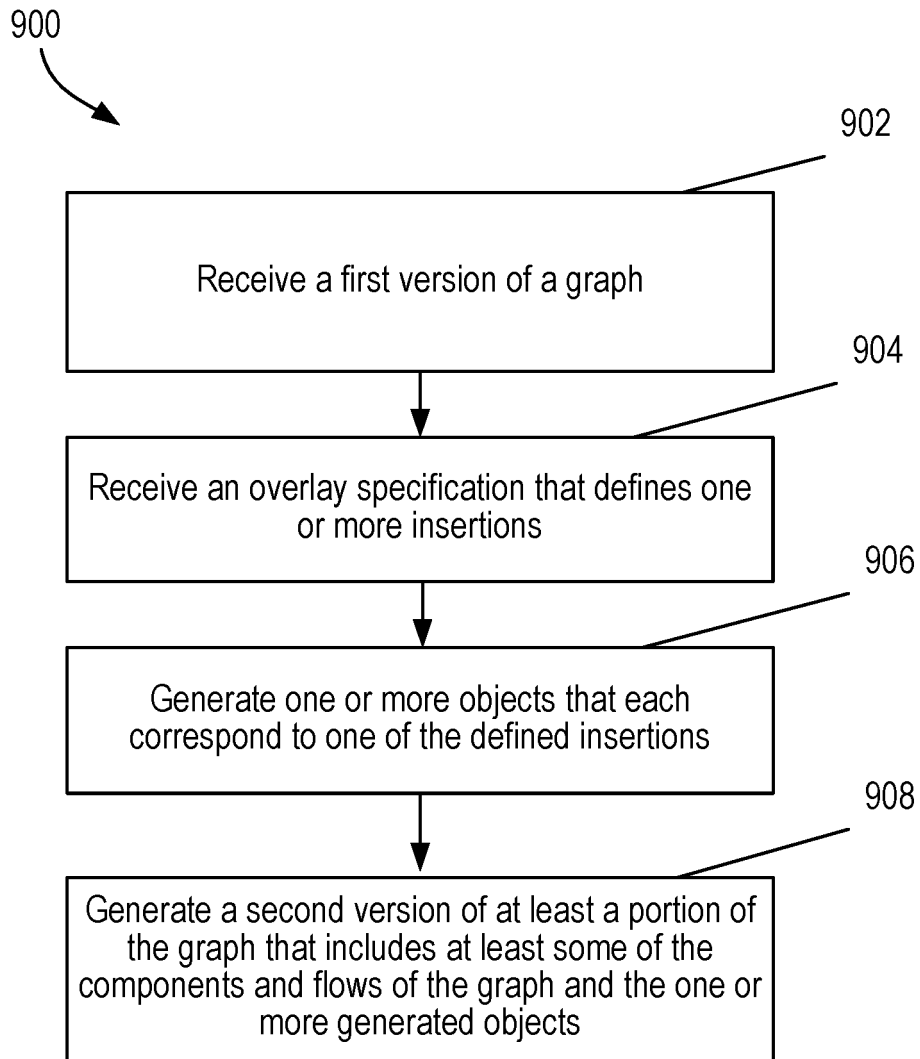 900
902
Receive a first version of a graph
904
Receive an overlay specification that defines one
or more insertions
906
Generate one or more objects that each
correspond to one of the defined insertions
908
Generate a second version of at least a portion of
the graph that includes at least some of the
components and flows of the graph and the one or
more generated objects